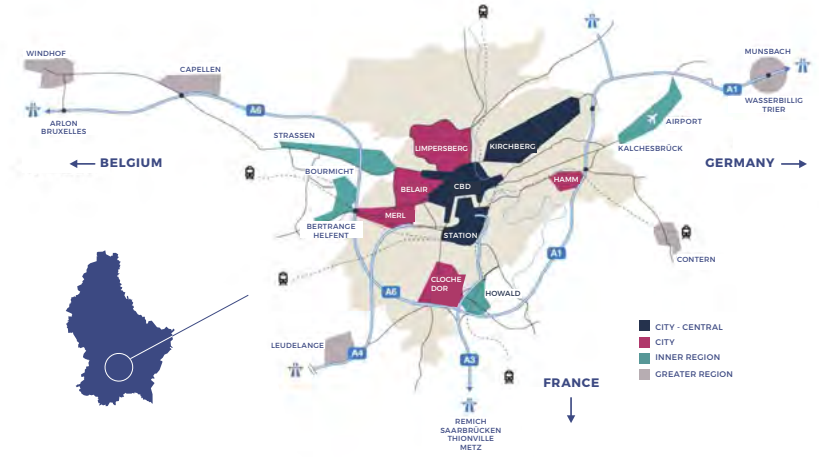 WINDHOF
CAPELLEN
MUNSBACH
A6
A1
ARLON
BRUXELLES
WASSERBILLIG
TRIER
STRASSEN
LIMPERSBERG
KIRCHBERG
AIRPORT
KALCHESBRÜCK
BELGIUM
GERMANY
BOURMICHT
BELAIR
CBD
HAMM
MERL
BERTRANGE
HELFENT
STATION
A1
CONTERN
CLOCHE
DOR
A6
HOWALD
LEUDELANGE
A4
A3
CITY - CENTRAL
CITY
INNER REGION
GREATER REGION
FRANCE
REMICH
SAARBRÜCKEN
THIONVILLE
METZ